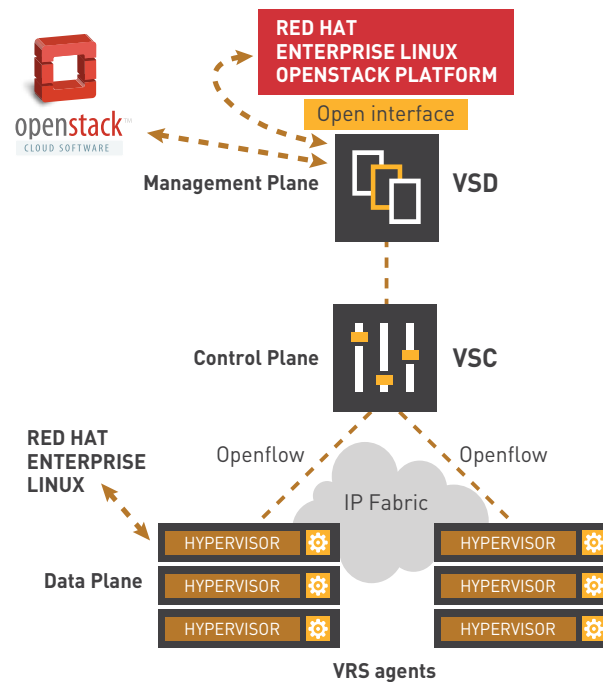 RED HAT
ENTERPRISE LINUX
OPENSTACK PLATFORM
Open interface
openstack™
CLOUD SOFTWARE
Management Plane
VSD
Control Plane
VSC
RED HAT
ENTERPRISE
LINUX
Openflow
Openflow
IP Fabric
HYPERVISOR
HYPERVISOR
Data Plane
HYPERVISOR
HYPERVISOR
HYPERVISOR
HYPERVISOR
VRS agents